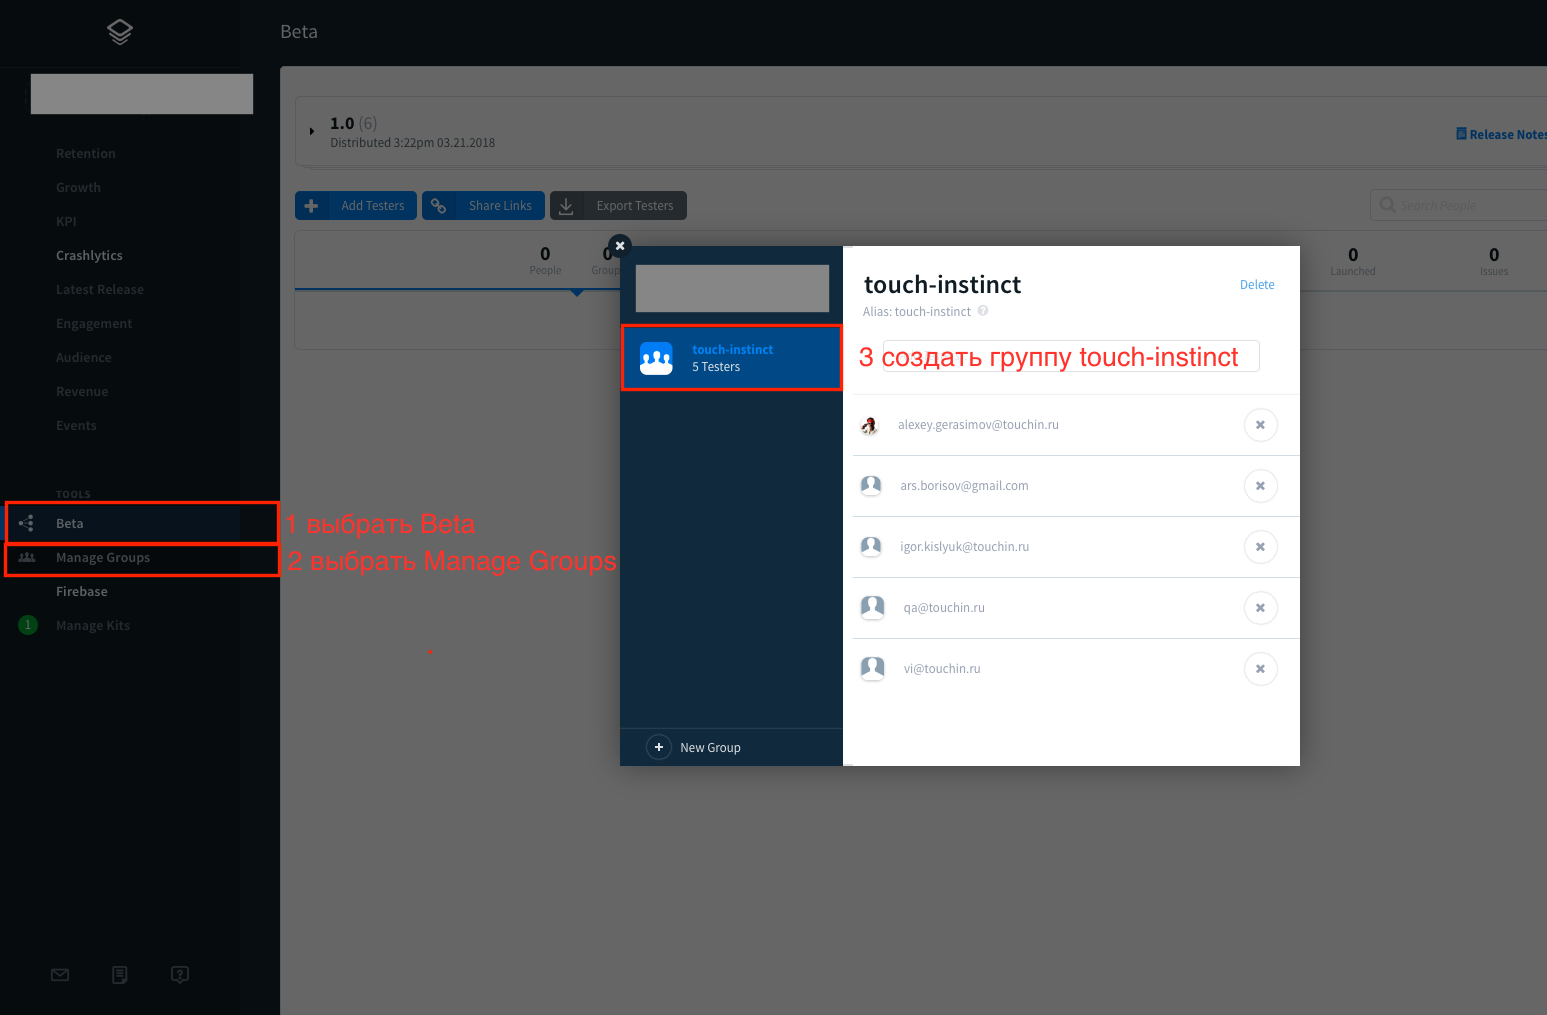 Beta
1.0 (6)
Distributed 3:22pm 03.21.2018
Release Notes
Retention
Growth
KPI
Crashlytics
Latest Release
Engagement
Audience
Revenue
Events
TOOLS
Beta
Manage Groups
Firebase
1 Manage Kits
1 выбрать Beta
2 выбрать Manage Groups
Add Testers
Share Links
Export Testers
Search People
0
People
0
Group
0
Launched
0
Issues
touch-instinct
5 Testers
New Group
touch-instinct
Delete
Alias: touch-instinct ?
3 создать группу touch-instinct
alexey.gerasimov@touchin.ru
ars.borisov@gmail.com
igor.kislyuk@touchin.ru
qa@touchin.ru
vi@touchin.ru